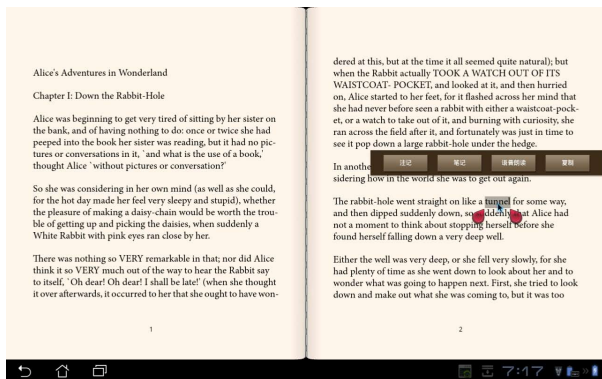 Alice's Adventures in Wonderland
Chapter I: Down the Rabbit-Hole
Alice was beginning to get very tired of sitting by her sister on
the bank, and of having nothing to do: once or twice she had
peeped into the book her sister was reading, but it had no pic-
tures or conversations in it, `and what is the use of a book,'
thought Alice `without pictures or conversation?'
So she was considering in her own mind (as well as she could,
for the hot day made her feel very sleepy and stupid), whether
the pleasure of making a daisy-chain would be worth the trou-
ble of getting up and picking the daisies, when suddenly a
White Rabbit with pink eyes ran close by her.
There was nothing so VERY remarkable in that; nor did Alice
think it so VERY much out of the way to hear the Rabbit say
to itself, `Oh dear! Oh dear! I shall be late!' (when she thought
it over afterwards, it occurred to her that she ought to have won-
1
dered at this, but at the time it all seemed quite natural); but
when the Rabbit actually TOOK A WATCH OUT OF ITS
WAISTCOAT- POCKET, and looked at it, and then hurried
on, Alice started to her feet, for it flashed across her mind that
she had never before seen a rabbit with either a waistcoat-pock-
et, or a watch to take out of it, and burning with curiosity, she
ran across the field after it, and fortunately was just in time to
see it pop down a large rabbit-hole under the hedge.
注记 笔记 语音朗读 复制
In anothe
sidering how in the world she was to get out again.
The rabbit-hole went straight on like a tunnel for some way,
and then dipped suddenly down, so suddenly that Alice had
not a moment to think about stopping herself before she
found herself falling down a very deep well.
Either the well was very deep, or she fell very slowly, for she
had plenty of time as she went down to look about her and to
wonder what was going to happen next. First, she tried to look
down and make out what she was coming to, but it was too
2
7:17